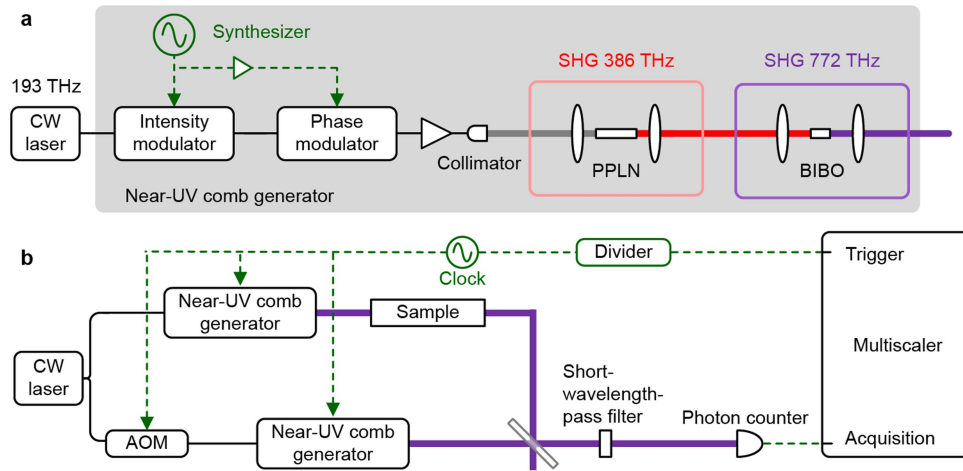 a
Synthesizer
193 THz
CW
laser
Intensity
modulator
Phase
modulator
Collimator
SHG 386 THz
PPLN
SHG 772 THz
BIBO
Near-UV comb generator
b
Clock
Divider
Trigger
Near-UV comb
generator
Sample
CW
laser
Multiscaler
Short-
wavelength-
pass filter
Photon counter
AOM
Near-UV comb
generator
Acquisition